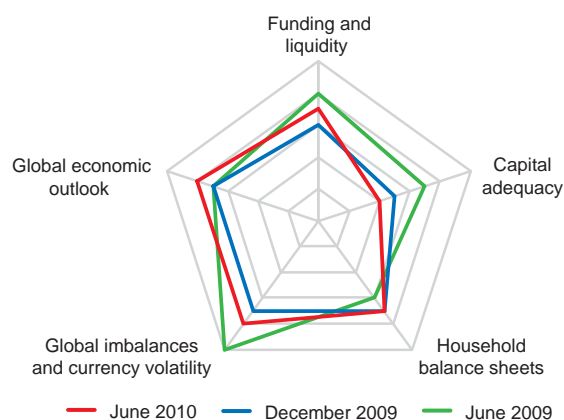 Funding and
liquidity
Global economic
outlook
Capital
adequacy
Global imbalances
and currency volatility
Household
balance sheets
June 2010
December 2009
June 2009